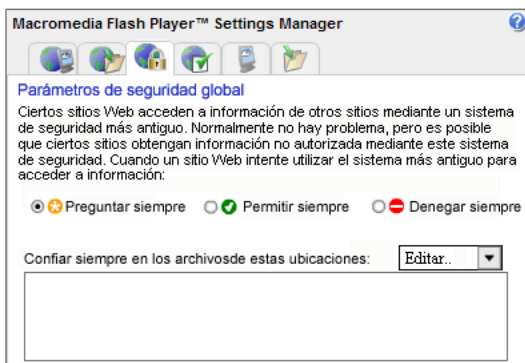 Macromedia Flash Player™ Settings Manager
?
Parámetros de seguridad global
Ciertos sitios Web acceden a información de otros sitios mediante un sistema
de seguridad más antiguo. Normalmente no hay problema, pero es posible
que ciertos sitios obtengan información no autorizada mediante este sistema
de seguridad. Cuando un sitio Web intente utilizar el sistema más antiguo para
acceder a información:
Preguntar siempre Permitir siempre Denegar siempre
Confiar siempre en los archivosde estas ubicaciones: Editar..